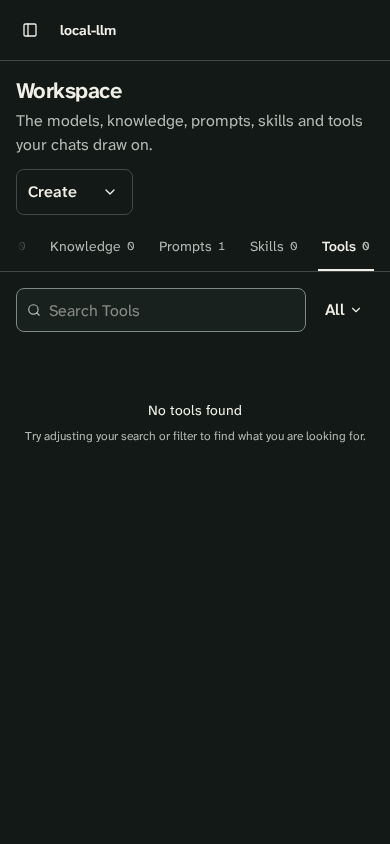 local-llm
Workspace
The models, knowledge, prompts, skills and tools
your chats draw on.
Create
0 Knowledge 0 Prompts 1 Skills 0 Tools 0
Search Tools All
No tools found
Try adjusting your search or filter to find what you are looking for.